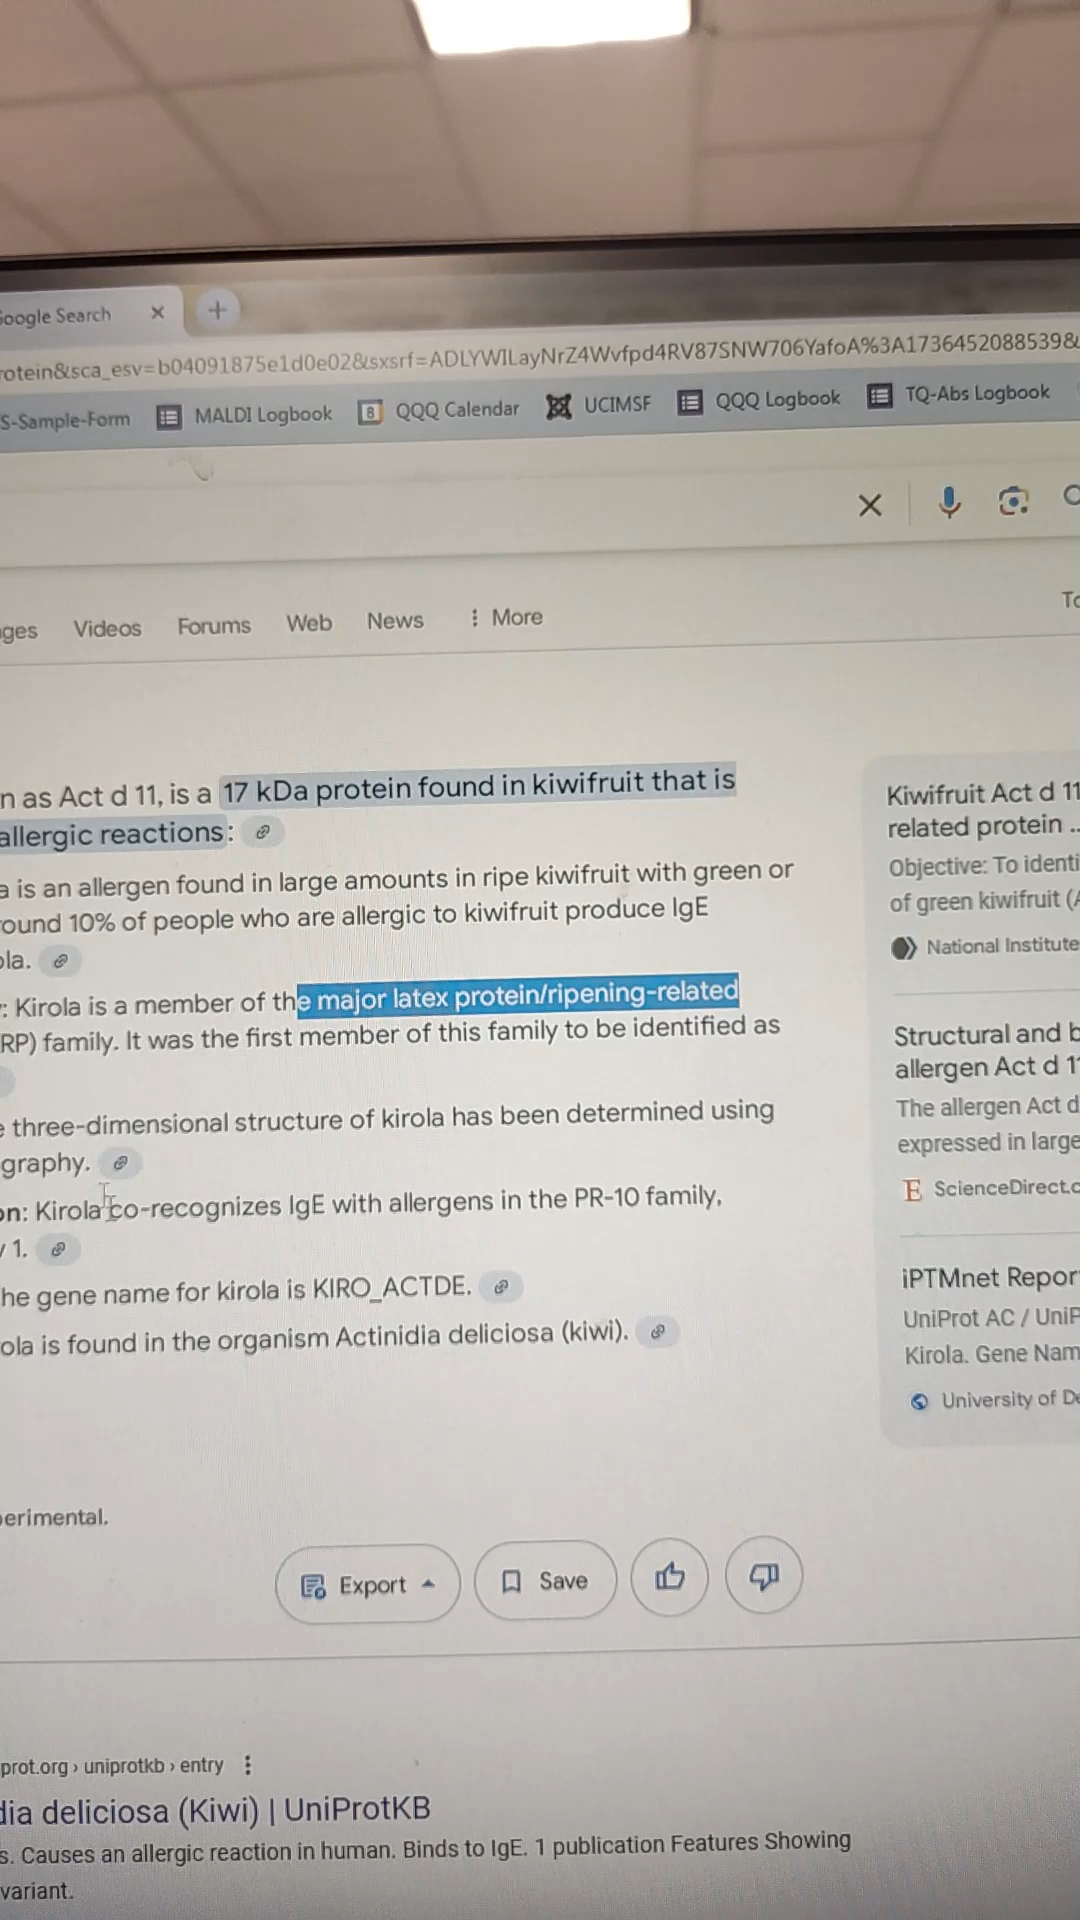 Google Search
rotein&sca_esv=b04091875e1d0e02&sxsrf=ADLYWILayNrZ4Wvfpd4RV87SNW706YafoA%3A1736452088539&
S-Sample-Form MALDI Logbook 8 QQQ Calendar UCIMSF QQQ Logbook TQ-Abs Logbook
ges Videos Forums Web News More To
n as Act d 11, is a 17 kDa protein found in kiwifruit that is
allergic reactions:
a is an allergen found in large amounts in ripe kiwifruit with green or
ound 10% of people who are allergic to kiwifruit produce IgE
ola.
: Kirola is a member of the major latex protein/ripening-related
RP) family. It was the first member of this family to be identified as
e three-dimensional structure of kirola has been determined using
graphy.
on: Kirola co-recognizes IgE with allergens in the PR-10 family,
v 1.
he gene name for kirola is KIRO_ACTDE.
ola is found in the organism Actinidia deliciosa (kiwi).
Kiwifruit Act d 11
related protein ..
Objective: To identi
of green kiwifruit (A
National Institute
Structural and b
allergen Act d 1
The allergen Act d
expressed in large
E ScienceDirect.c
iPTMnet Repor
UniProt AC / UniP
Kirola. Gene Nam
University of De
perimental.
Export Save
prot.org › uniprotkb › entry
dia deliciosa (Kiwi) | UniProtKB
s. Causes an allergic reaction in human. Binds to IgE. 1 publication Features Showing
variant.